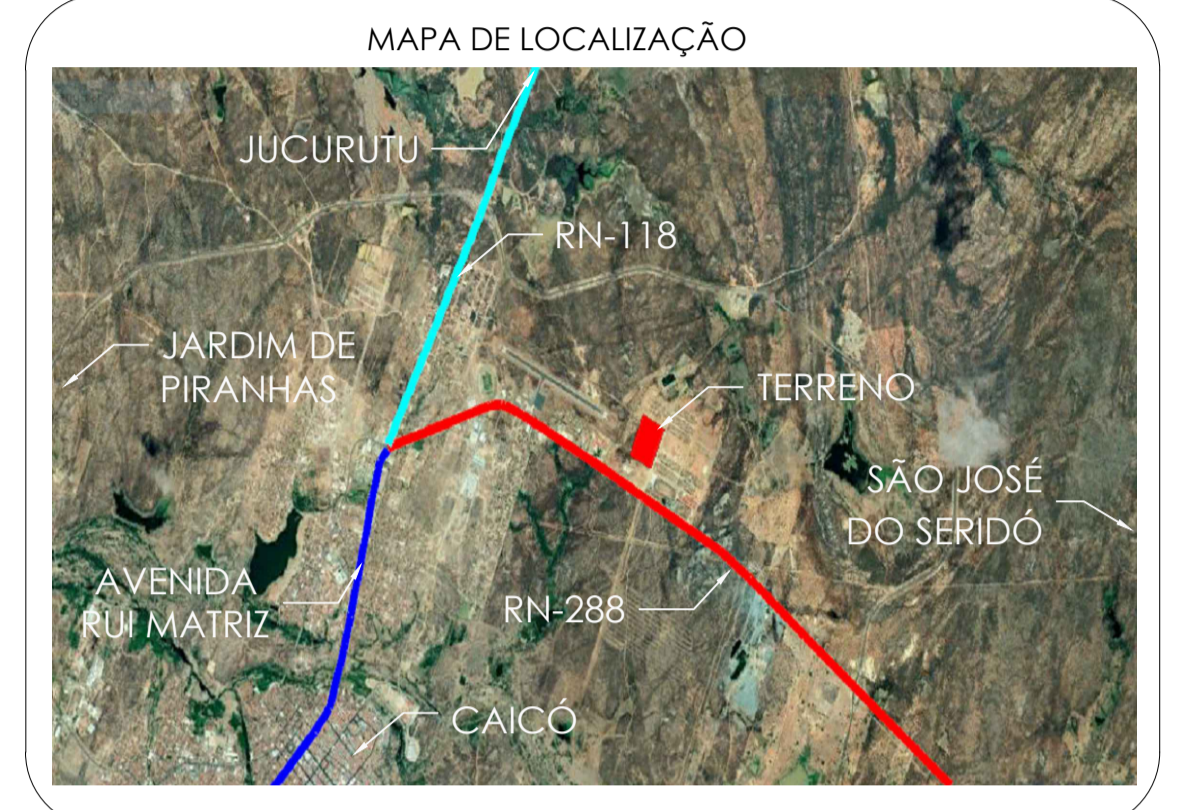 MAPA DE LOCALIZAÇÃO
JUCURUTU
RN-118
JARDIM DE
PIRANHAS
TERRENO
SÃO JOSÉ
DO SERIDÓ
AVENIDA
RUI MATRIZ
RN-288
CAICÓ